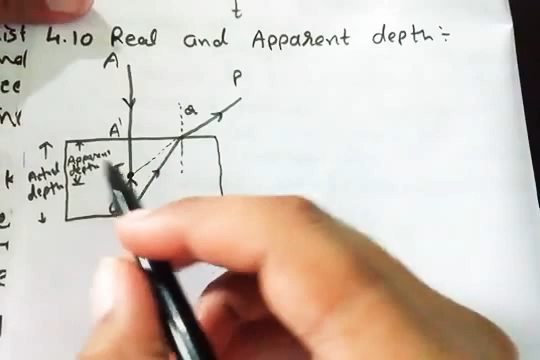 t
4.10 Real and Apparent depth :-
A
P
A'
Actual depth
Apparent depth